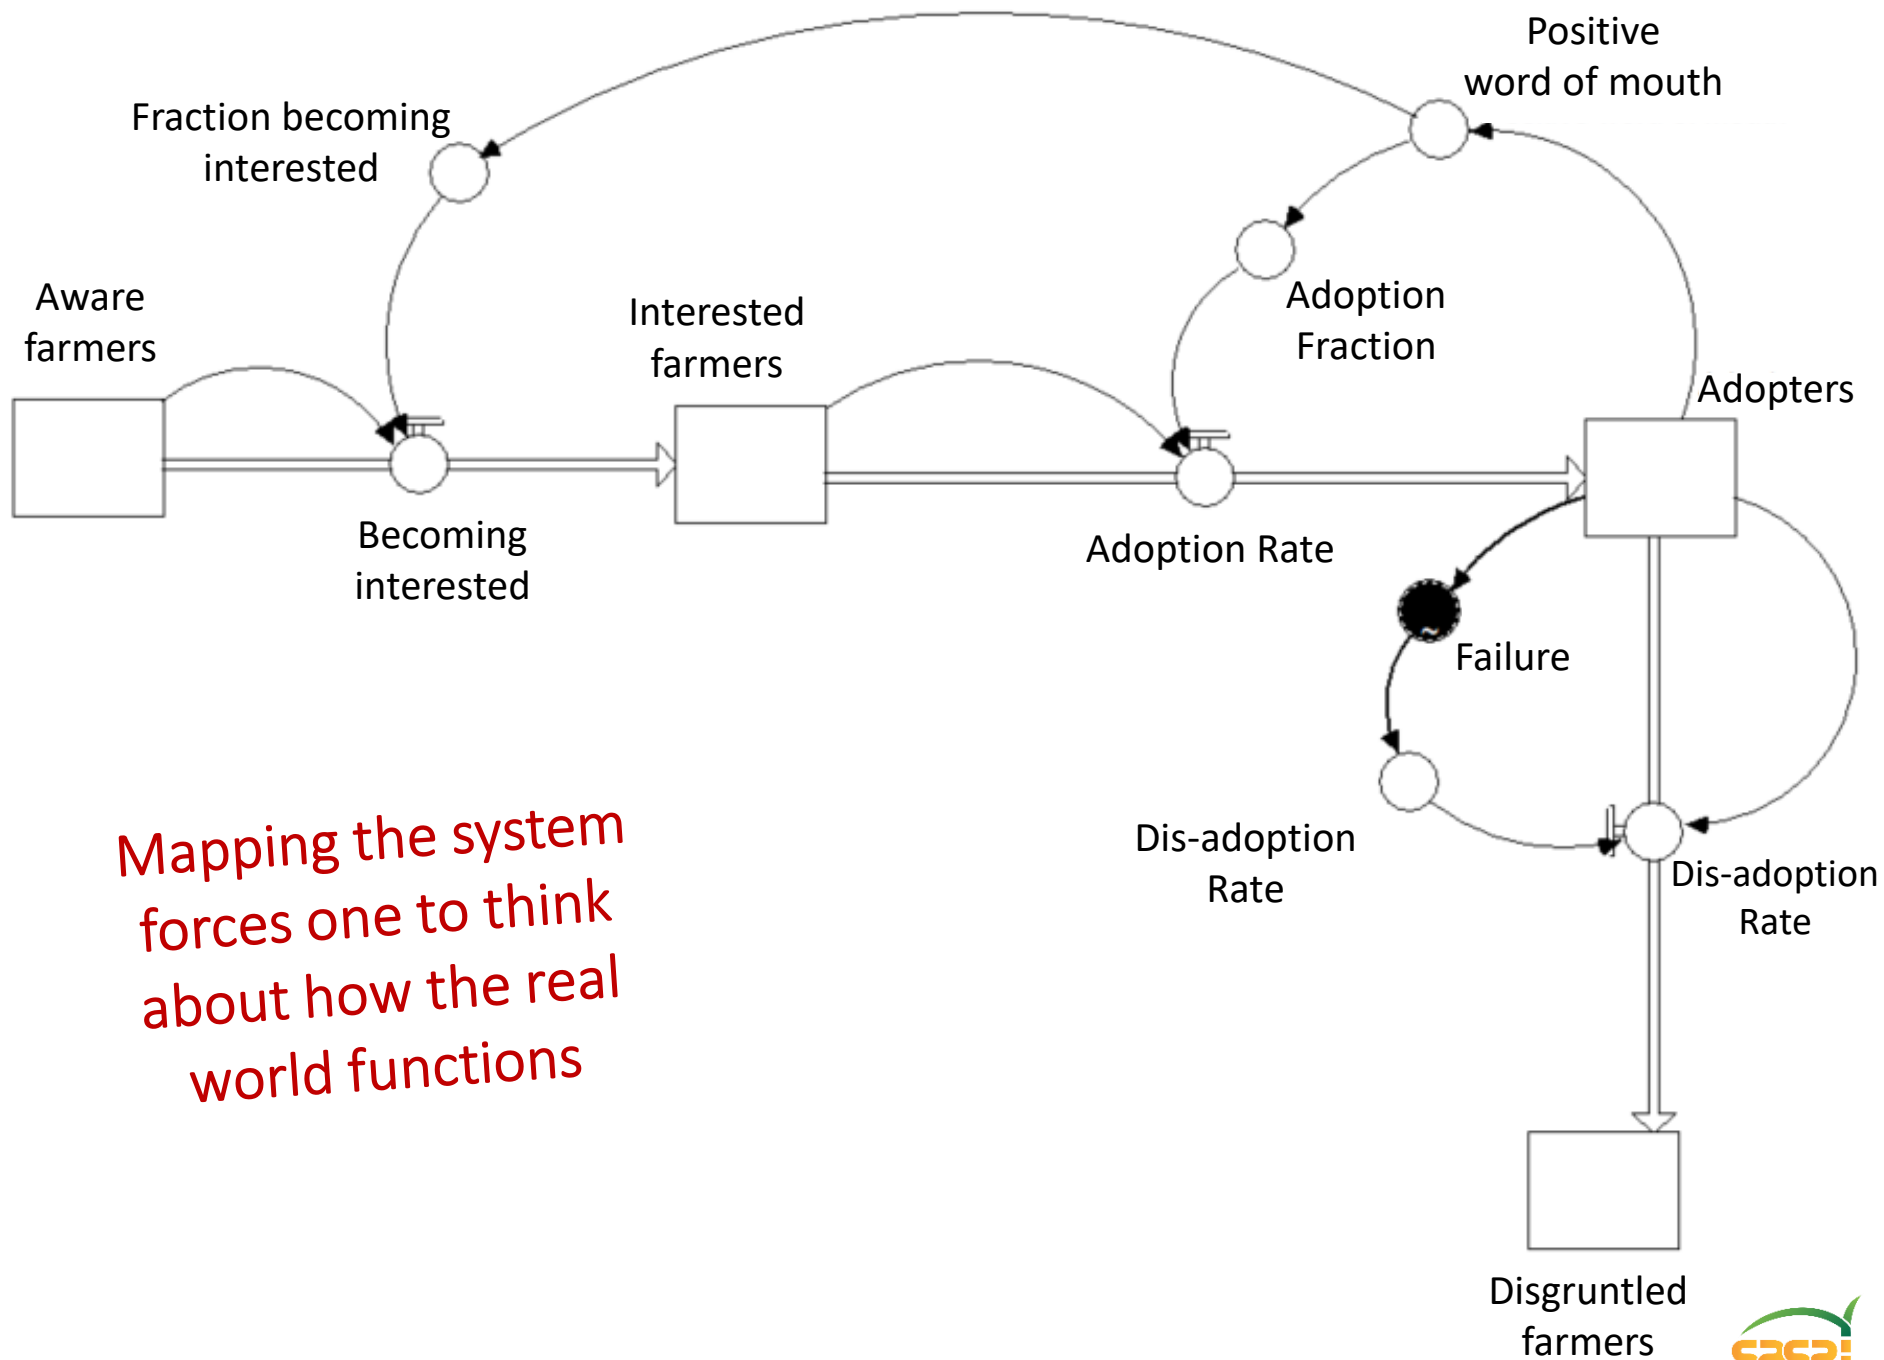 Positive
word of mouth
Fraction becoming
interested
Aware
farmers
Interested
farmers
Adoption
Fraction
Adopters
Becoming
interested
Adoption Rate
Failure
Dis-adoption
Rate
Dis-adoption
Rate
Mapping the system
forces one to think
about how the real
world functions
Disgruntled
farmers